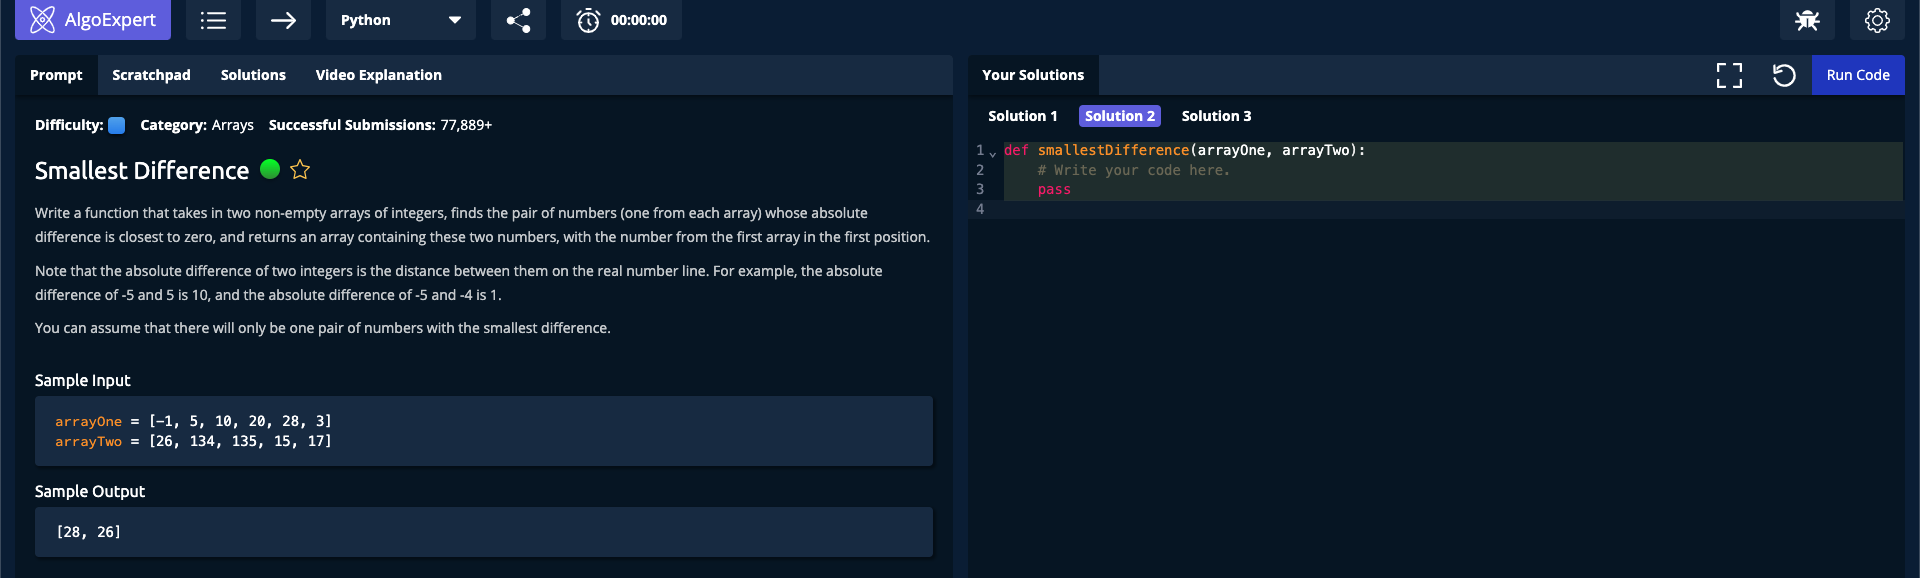 AlgoExpert
Python
00:00:00
Prompt Scratchpad Solutions Video Explanation
Difficulty: Category: Arrays Successful Submissions: 77,889+
Smallest Difference
Write a function that takes in two non-empty arrays of integers, finds the pair of numbers (one from each array) whose absolute
difference is closest to zero, and returns an array containing these two numbers, with the number from the first array in the first position.
Note that the absolute difference of two integers is the distance between them on the real number line. For example, the absolute
difference of -5 and 5 is 10, and the absolute difference of -5 and -4 is 1.
You can assume that there will only be one pair of numbers with the smallest difference.
Sample Input
arrayOne = [-1, 5, 10, 20, 28, 3]
arrayTwo = [26, 134, 135, 15, 17]
Sample Output
[28, 26]
Your Solutions
Run Code
Solution 1 Solution 2 Solution 3
1 def smallestDifference(arrayOne, arrayTwo):
2     # Write your code here.
3     pass
4